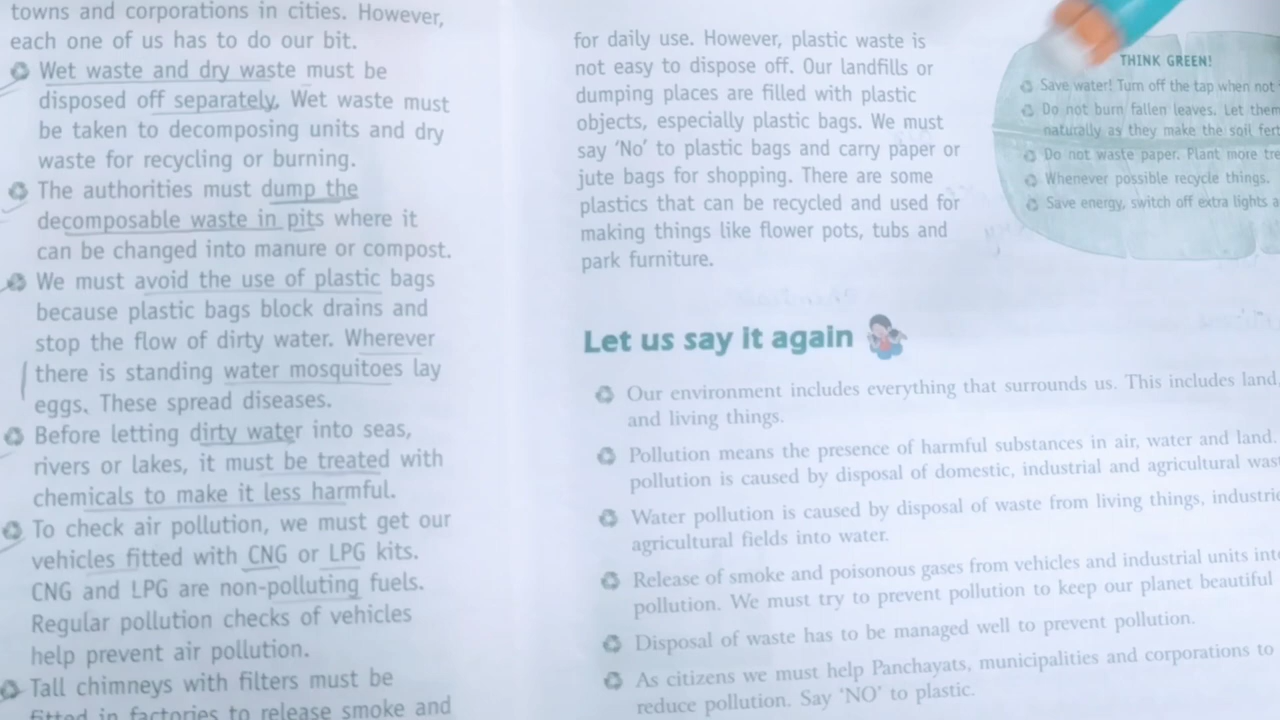 towns and corporations in cities. However,
each one of us has to do our bit.
Wet waste and dry waste must be
disposed off separately. Wet waste must
be taken to decomposing units and dry
waste for recycling or burning.
The authorities must dump the
decomposable waste in pits where it
can be changed into manure or compost.
We must avoid the use of plastic bags
because plastic bags block drains and
stop the flow of dirty water. Wherever
there is standing water mosquitoes lay
eggs. These spread diseases.
Before letting dirty water into seas,
rivers or lakes, it must be treated with
chemicals to make it less harmful.
To check air pollution, we must get our
vehicles fitted with CNG or LPG kits.
CNG and LPG are non-polluting fuels.
Regular pollution checks of vehicles
help prevent air pollution.
Tall chimneys with filters must be
fitted in factories to release smoke and
for daily use. However, plastic waste is
not easy to dispose off. Our landfills or
dumping places are filled with plastic
objects, especially plastic bags. We must
say ‘No’ to plastic bags and carry paper or
jute bags for shopping. There are some
plastics that can be recycled and used for
making things like flower pots, tubs and
park furniture.
THINK GREEN!
Save water! Turn off the tap when not
Do not burn fallen leaves. Let them
naturally as they make the soil
Do not waste paper. Plant more
Whenever possible recycle things.
Save energy, switch off extra lights
Let us say it again
Our environment includes everything that surrounds us. This includes land,
and living things.
Pollution means the presence of harmful substances in air, water and land.
pollution is caused by disposal of domestic, industrial and agricultural
Water pollution is caused by disposal of waste from living things,
agricultural fields into water.
Release of smoke and poisonous gases from vehicles and industrial units
pollution. We must try to prevent pollution to keep our planet beautiful
Disposal of waste has to be managed well to prevent pollution.
As citizens we must help Panchayats, municipalities and corporations to
reduce pollution. Say ‘NO’ to plastic.